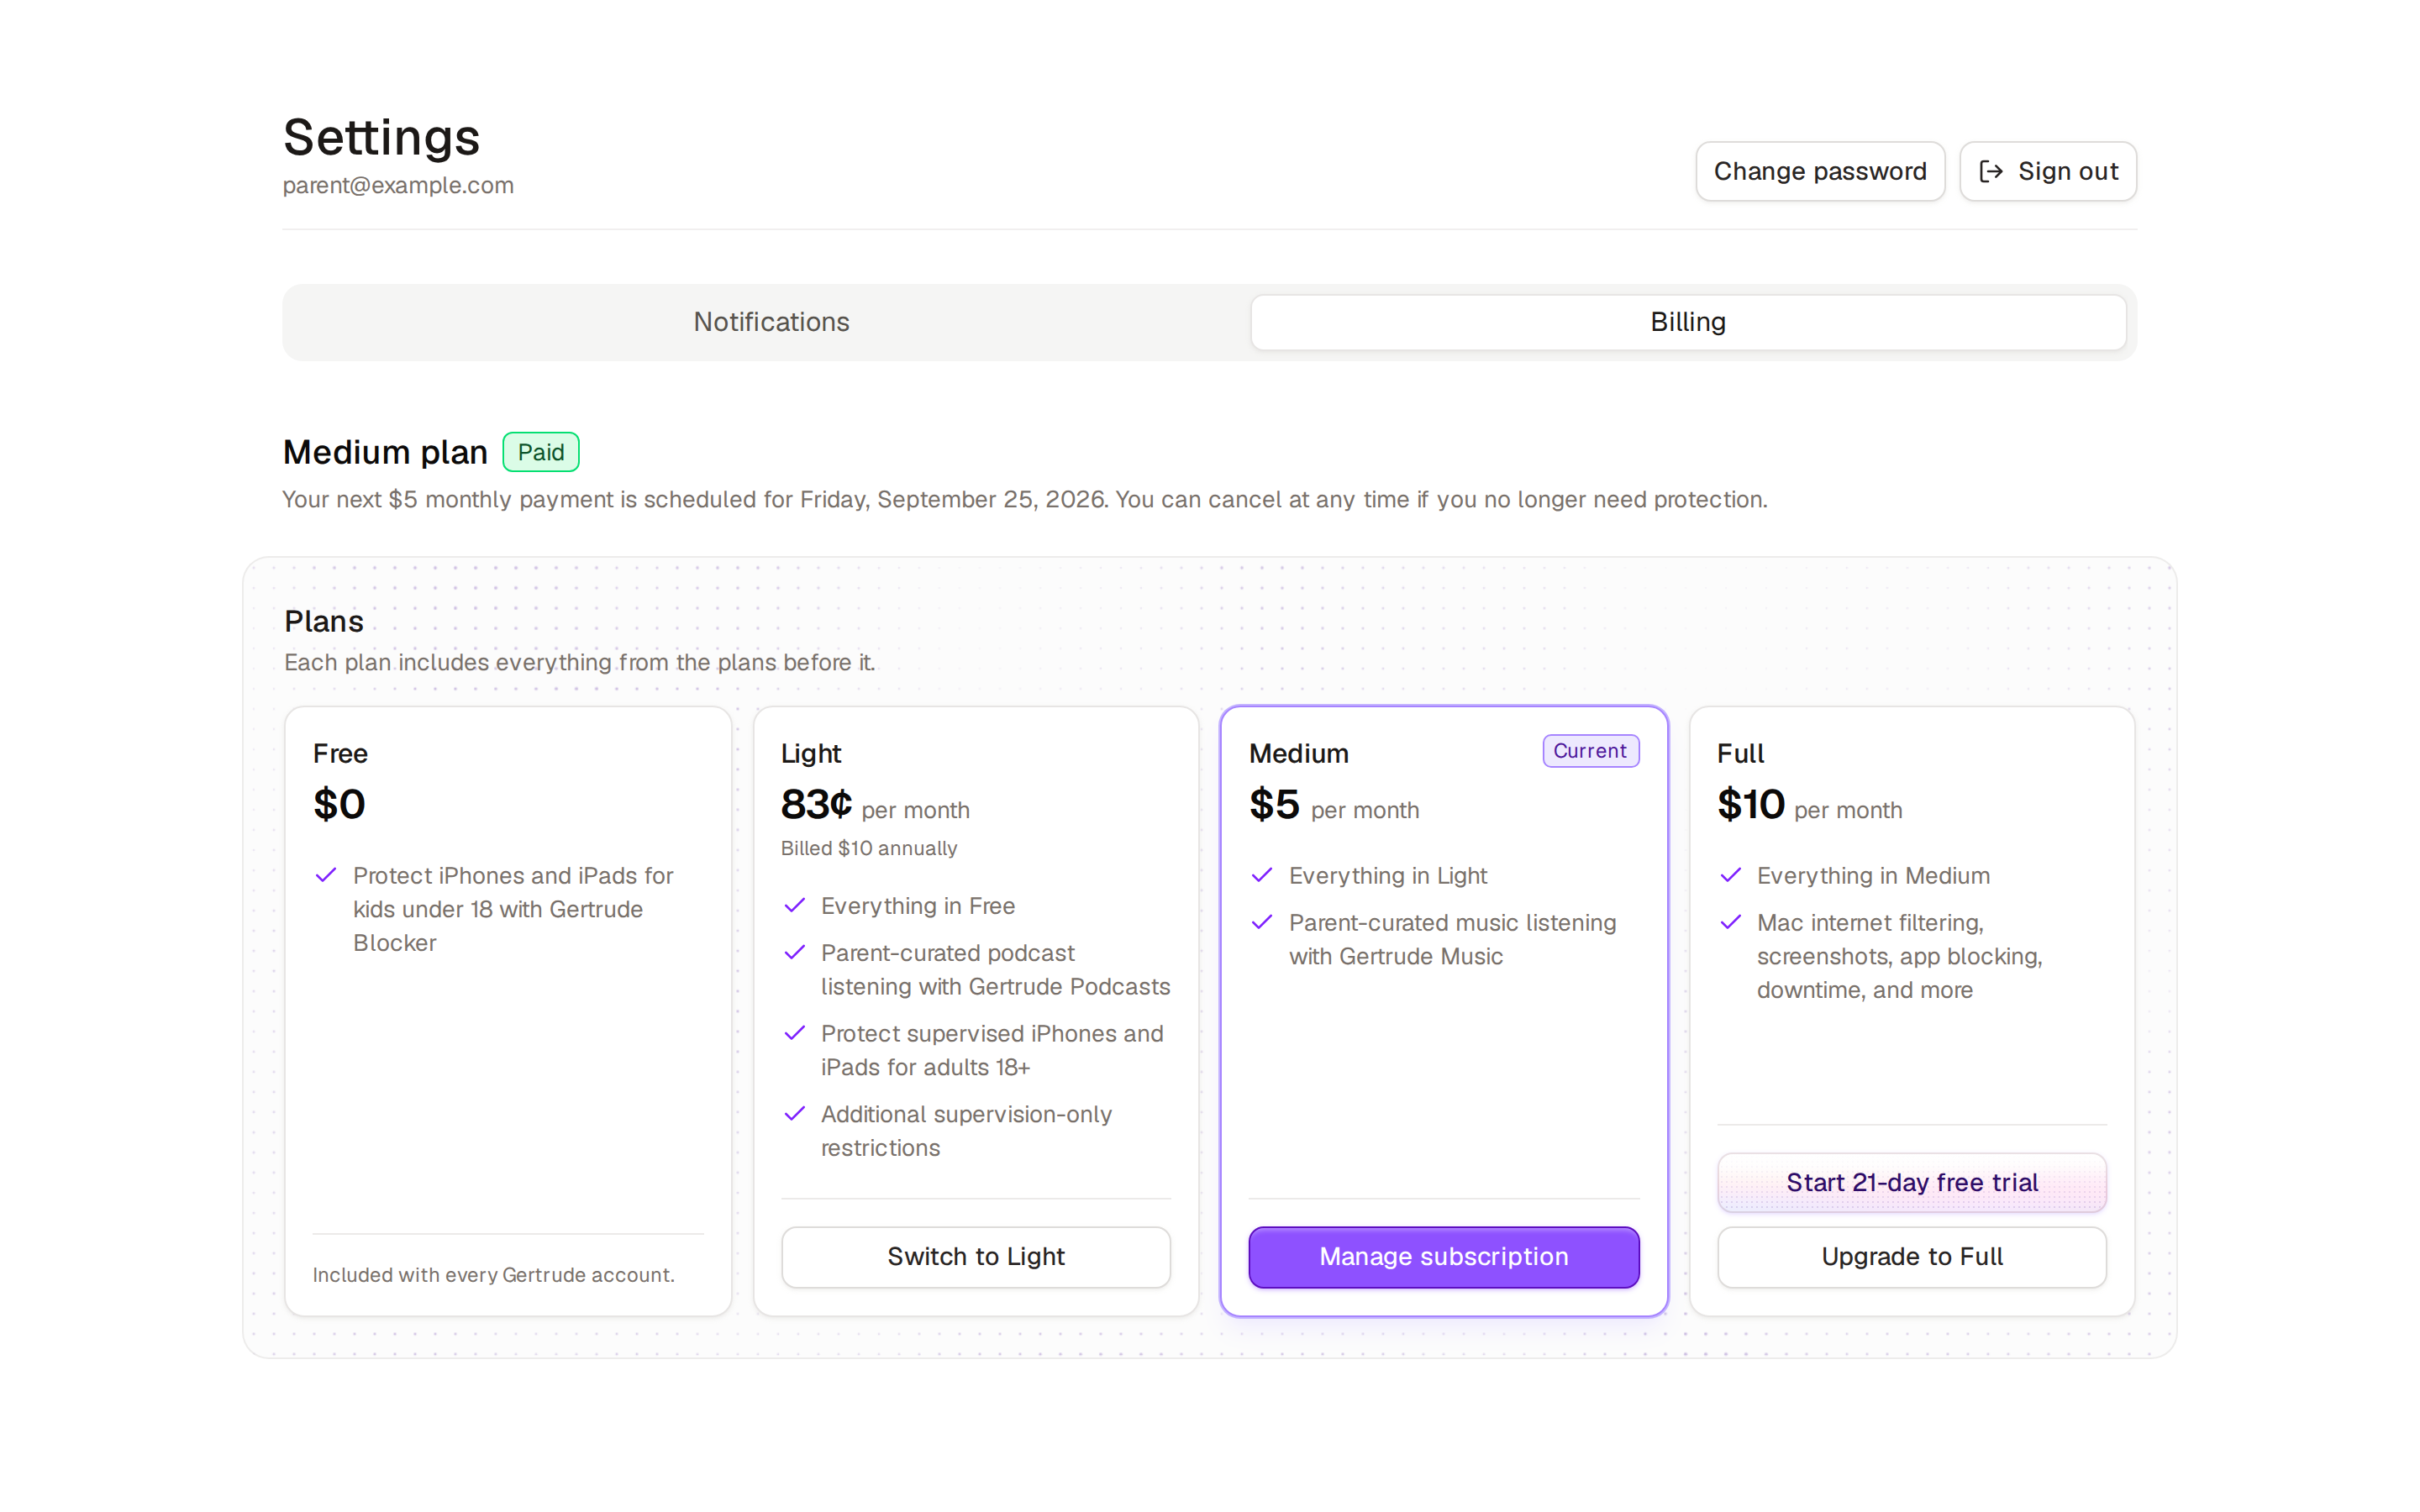 Settings
parent@example.com
Change password
Sign out
Notifications
Billing
Medium plan
Paid
Your next $5 monthly payment is scheduled for Friday, September 25, 2026. You can cancel at any time if you no longer need protection.
Plans
Each plan includes everything from the plans before it.
Free
$0
Protect iPhones and iPads for
kids under 18 with Gertrude
Blocker
Included with every Gertrude account.
Light
83¢ per month
Billed $10 annually
Everything in Free
Parent-curated podcast
listening with Gertrude Podcasts
Protect supervised iPhones and
iPads for adults 18+
Additional supervision-only
restrictions
Switch to Light
Medium
Current
$5 per month
Everything in Light
Parent-curated music listening
with Gertrude Music
Manage subscription
Full
$10 per month
Everything in Medium
Mac internet filtering,
screenshots, app blocking,
downtime, and more
Start 21-day free trial
Upgrade to Full